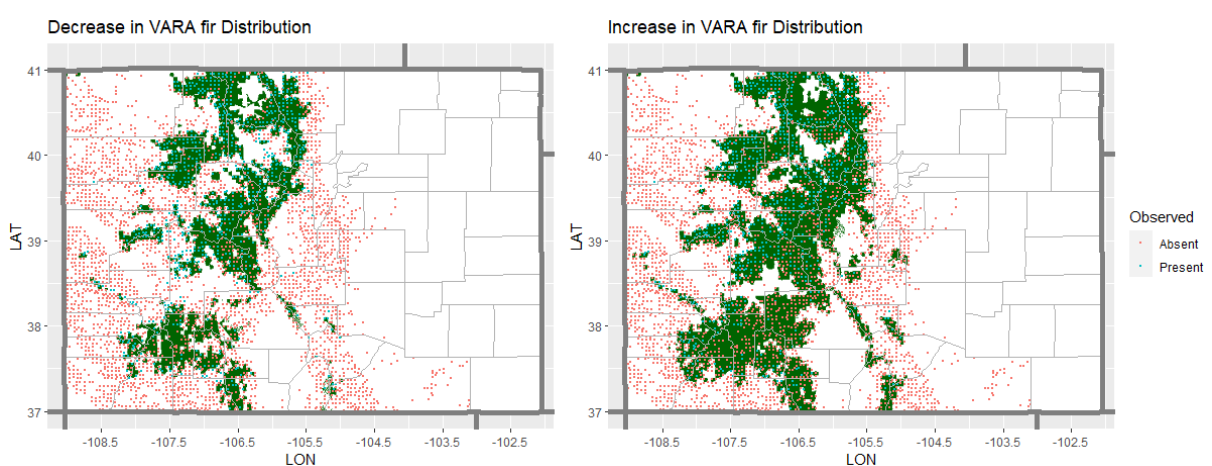 Decrease in VARA fir Distribution
Increase in VARA fir Distribution
41
40
39
38
37
LAT
-108.5 -107.5 -106.5 -105.5 -104.5 -103.5 -102.5
LON
41
40
39
38
37
LAT
-108.5 -107.5 -106.5 -105.5 -104.5 -103.5 -102.5
LON
Observed
Absent
Present